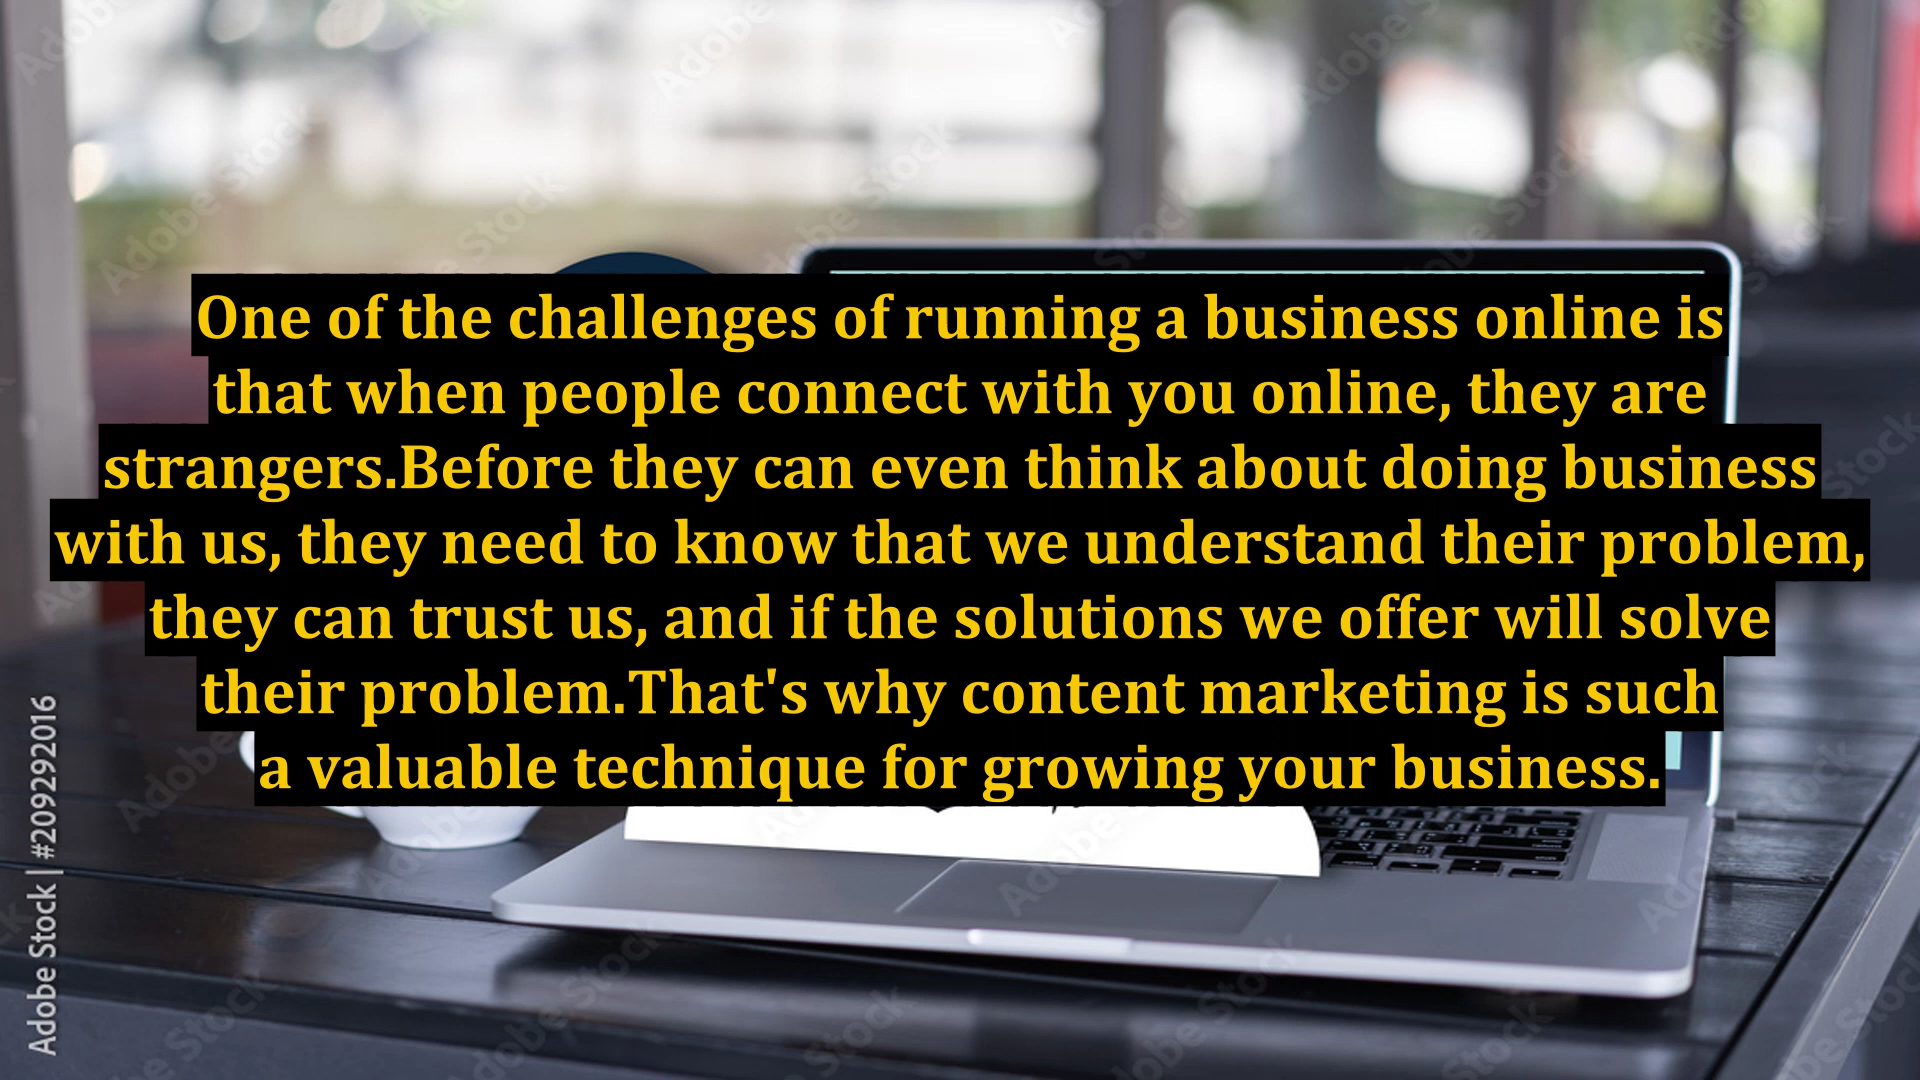 One of the challenges of running a business online is
that when people connect with you online, they are
strangers.Before they can even think about doing business
with us, they need to know that we understand their problem,
they can trust us, and if the solutions we offer will solve
their problem.That's why content marketing is such
a valuable technique for growing your business.
Adobe Stock | #209292016